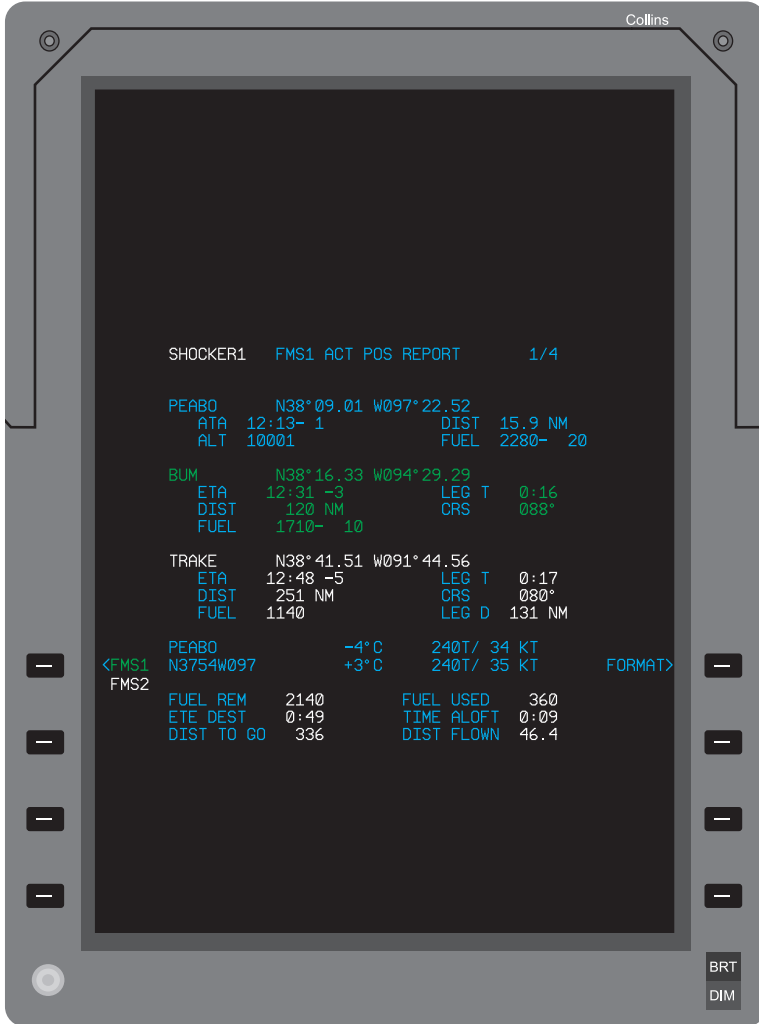 Collins
SHOCKER1 FMS1 ACT POS REPORT 1/4
PEABO N38°09.01 W097°22.52
ATA 12:13- 1 DIST 15.9 NM
ALT 10001 FUEL 2280- 20
BUM N38°16.33 W094°29.29
ETA 12:31 -3 LEG T 0:16
DIST 120 NM CRS 088°
FUEL 1710- 10
TRAKE N38°41.51 W091°44.56
ETA 12:48 -5 LEG T 0:17
DIST 251 NM CRS 080°
FUEL 1140 LEG D 131 NM
PEABO -4°C 240T/ 34 KT
<FMS1 N3754W097 +3°C 240T/ 35 KT FORMAT>
FMS2
FUEL REM 2140 FUEL USED 360
ETE DEST 0:49 TIME ALOFT 0:09
DIST TO GO 336 DIST FLOWN 46.4
BRT
DIM